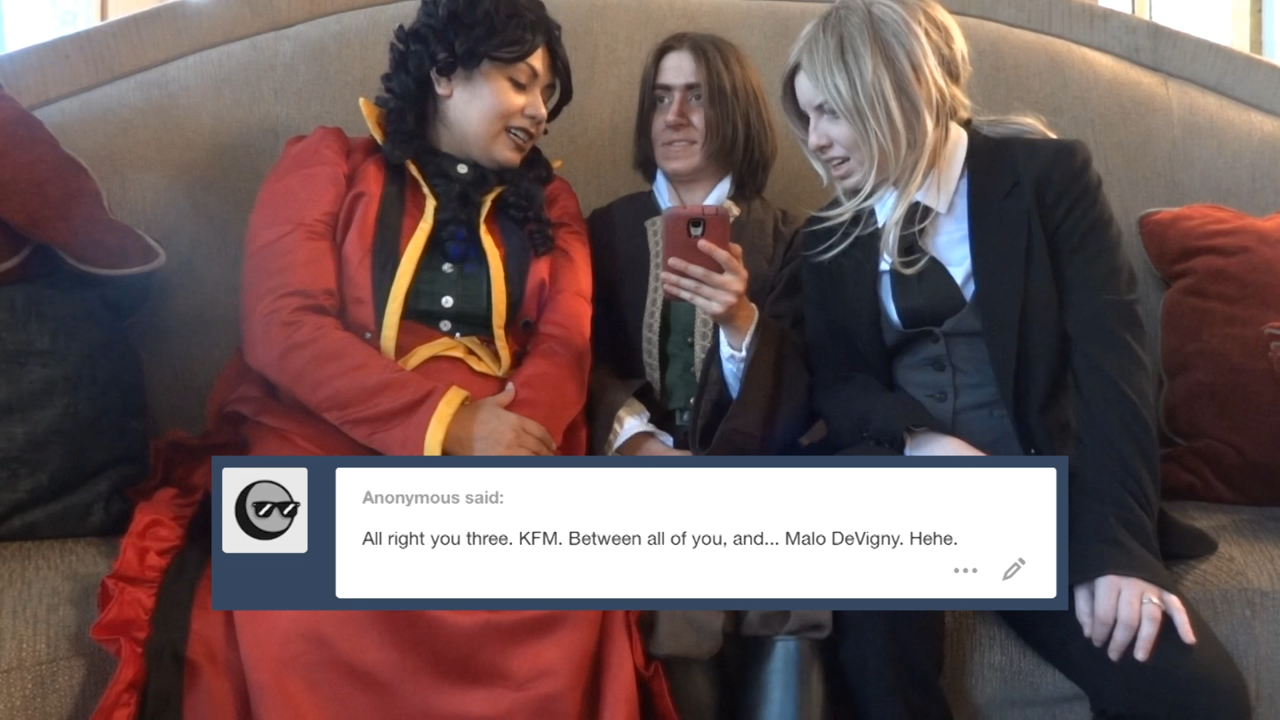 Anonymous said:
All right you three. KFM. Between all of you, and... Malo DeVigny. Hehe.